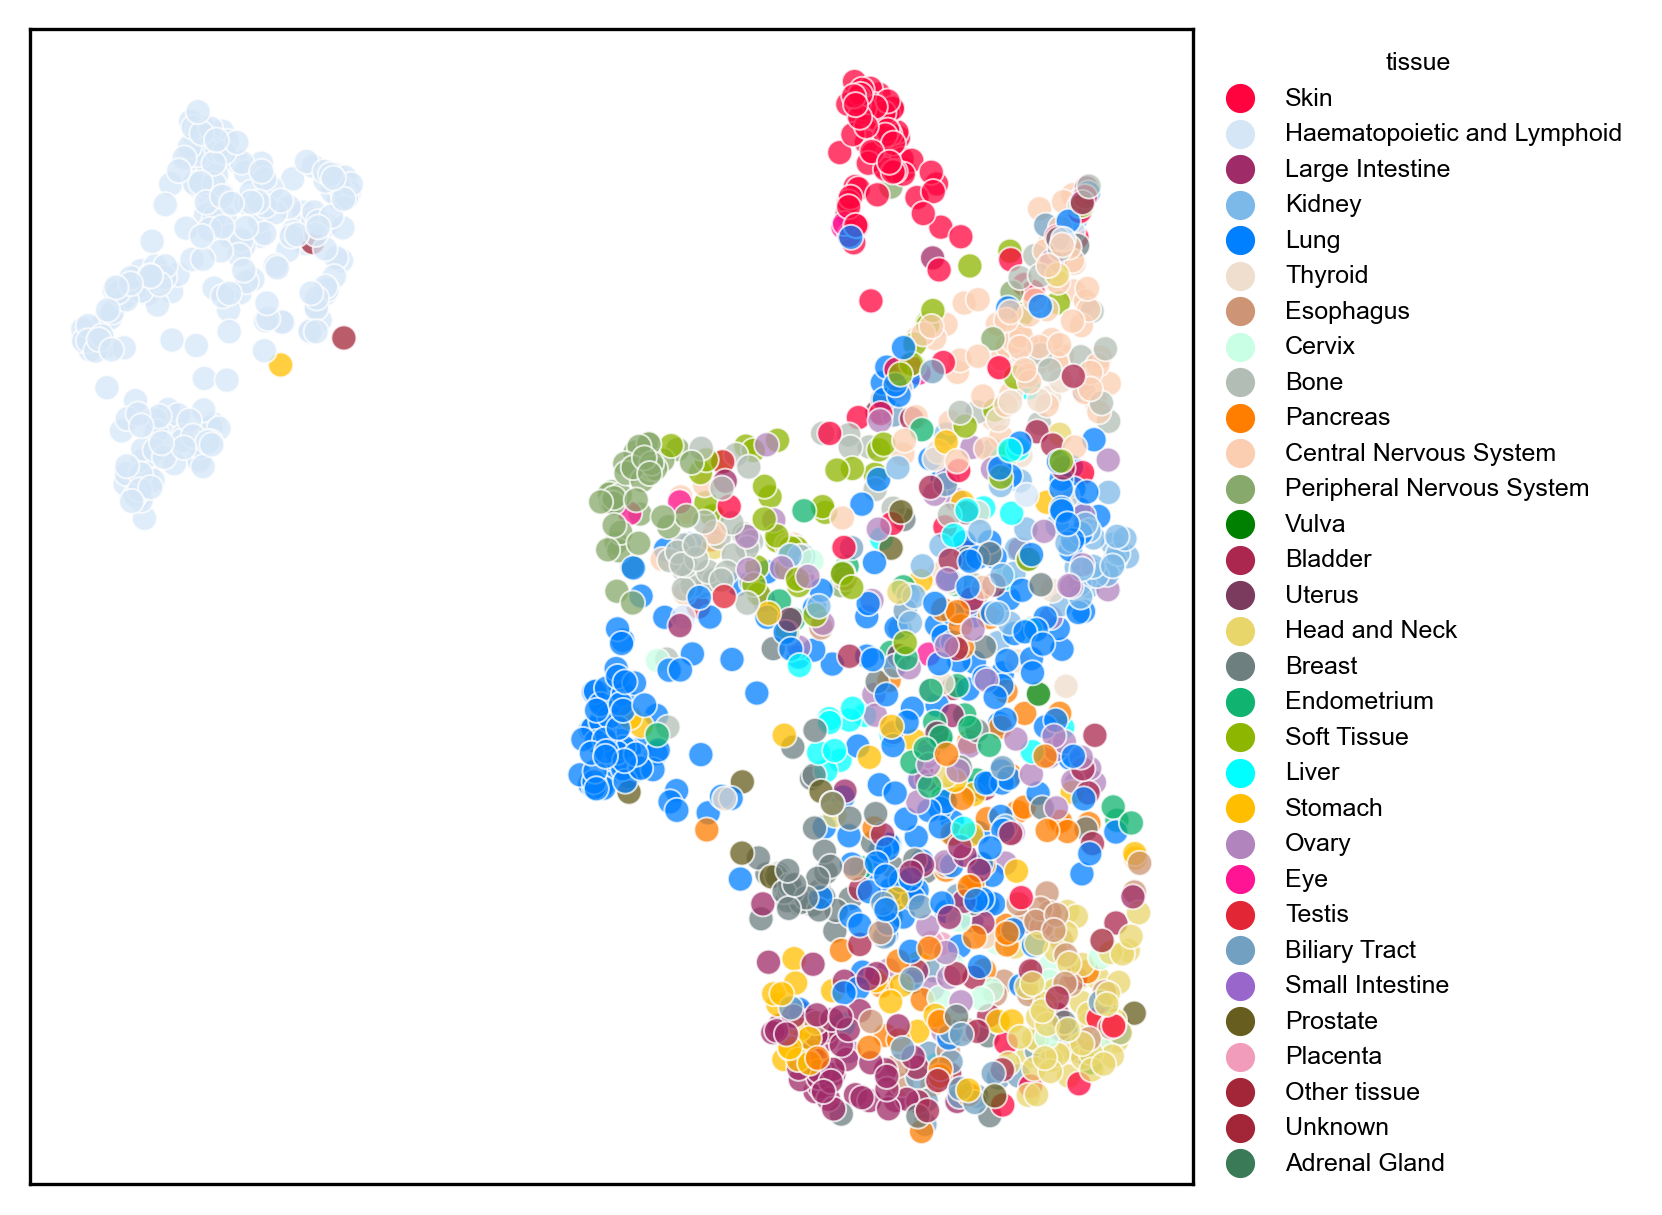 tissue
Skin
Haematopoietic and Lymphoid
Large Intestine
Kidney
Lung
Thyroid
Esophagus
Cervix
Bone
Pancreas
Central Nervous System
Peripheral Nervous System
Vulva
Bladder
Uterus
Head and Neck
Breast
Endometrium
Soft Tissue
Liver
Stomach
Ovary
Eye
Testis
Biliary Tract
Small Intestine
Prostate
Placenta
Other tissue
Unknown
Adrenal Gland